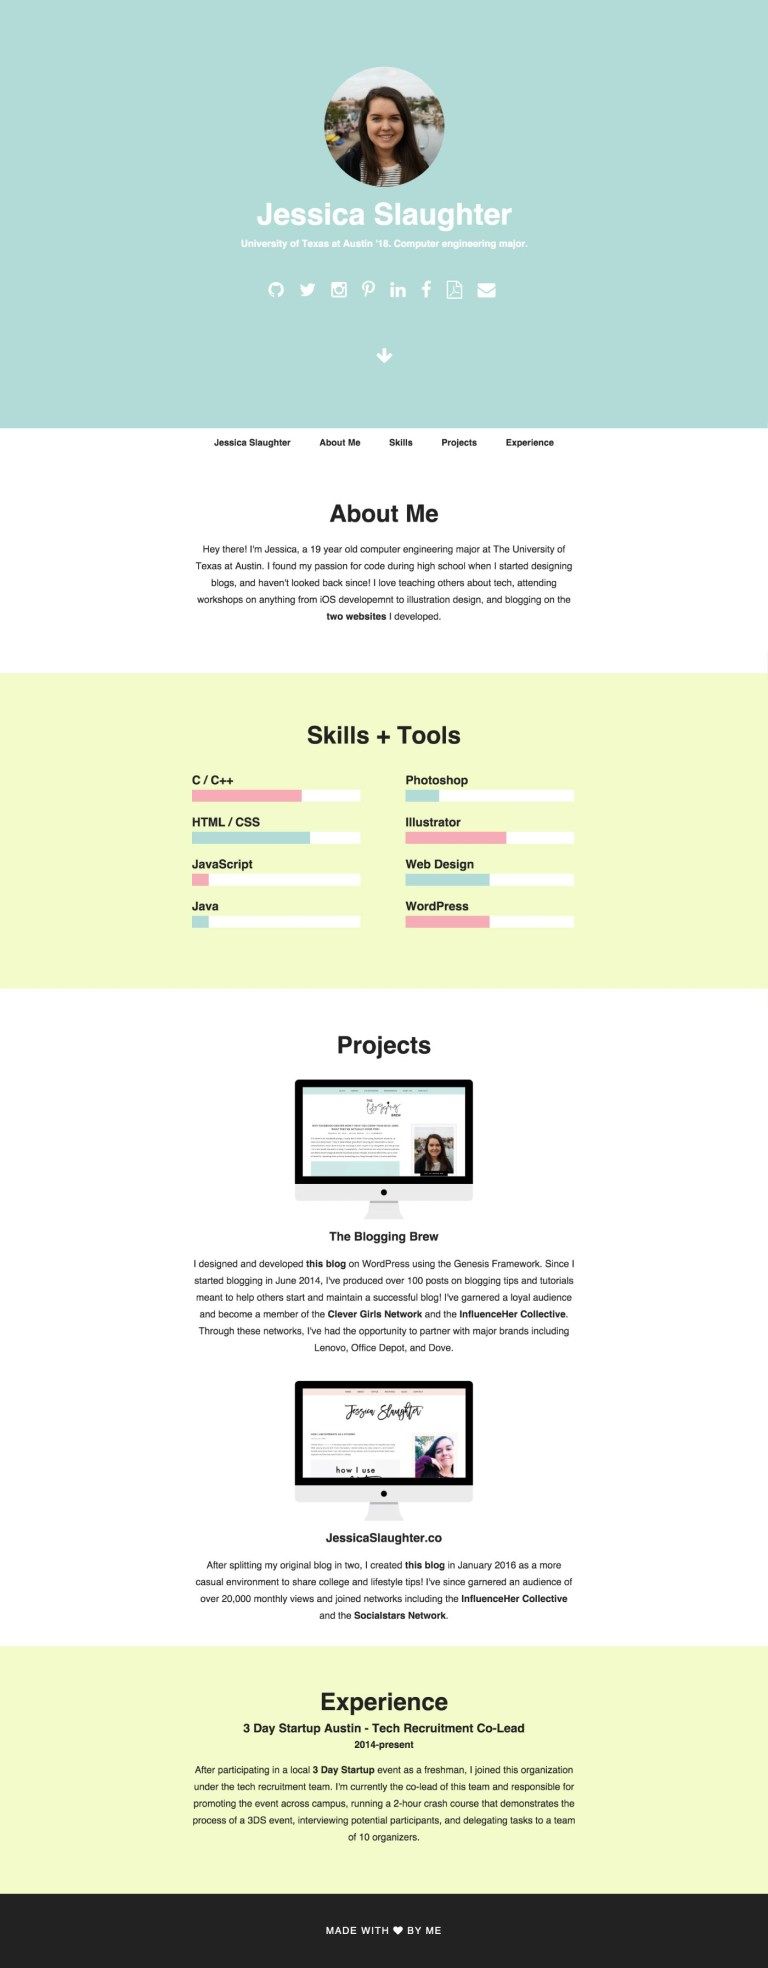 Jessica Slaughter
University of Texas at Austin '18. Computer engineering major.
Jessica Slaughter About Me Skills Projects Experience
About Me
Hey there! I'm Jessica, a 19 year old computer engineering major at The University of
Texas at Austin. I found my passion for code during high school when I started designing
blogs, and haven't looked back since! I love teaching others about tech, attending
workshops on anything from iOS developemnt to illustration design, and blogging on the
two websites I developed.
Skills + Tools
C / C++
HTML / CSS
JavaScript
Java
Photoshop
Illustrator
Web Design
WordPress
Projects
THE
blogging
BREW
The Blogging Brew
I designed and developed this blog on WordPress using the Genesis Framework. Since I
started blogging in June 2014, I've produced over 100 posts on blogging tips and tutorials
meant to help others start and maintain a successful blog! I've garnered a loyal audience
and become a member of the Clever Girls Network and the InfluenceHer Collective.
Through these networks, I've had the opportunity to partner with major brands including
Lenovo, Office Depot, and Dove.
Jessica Slaughter
how I use
JessicaSlaughter.co
After splitting my original blog in two, I created this blog in January 2016 as a more
casual environment to share college and lifestyle tips! I've since garnered an audience of
over 20,000 monthly views and joined networks including the InfluenceHer Collective
and the Socialstars Network.
Experience
3 Day Startup Austin - Tech Recruitment Co-Lead
2014-present
After participating in a local 3 Day Startup event as a freshman, I joined this organization
under the tech recruitment team. I'm currently the co-lead of this team and responsible for
promoting the event across campus, running a 2-hour crash course that demonstrates the
process of a 3DS event, interviewing potential participants, and delegating tasks to a team
of 10 organizers.
MADE WITH ♥ BY ME